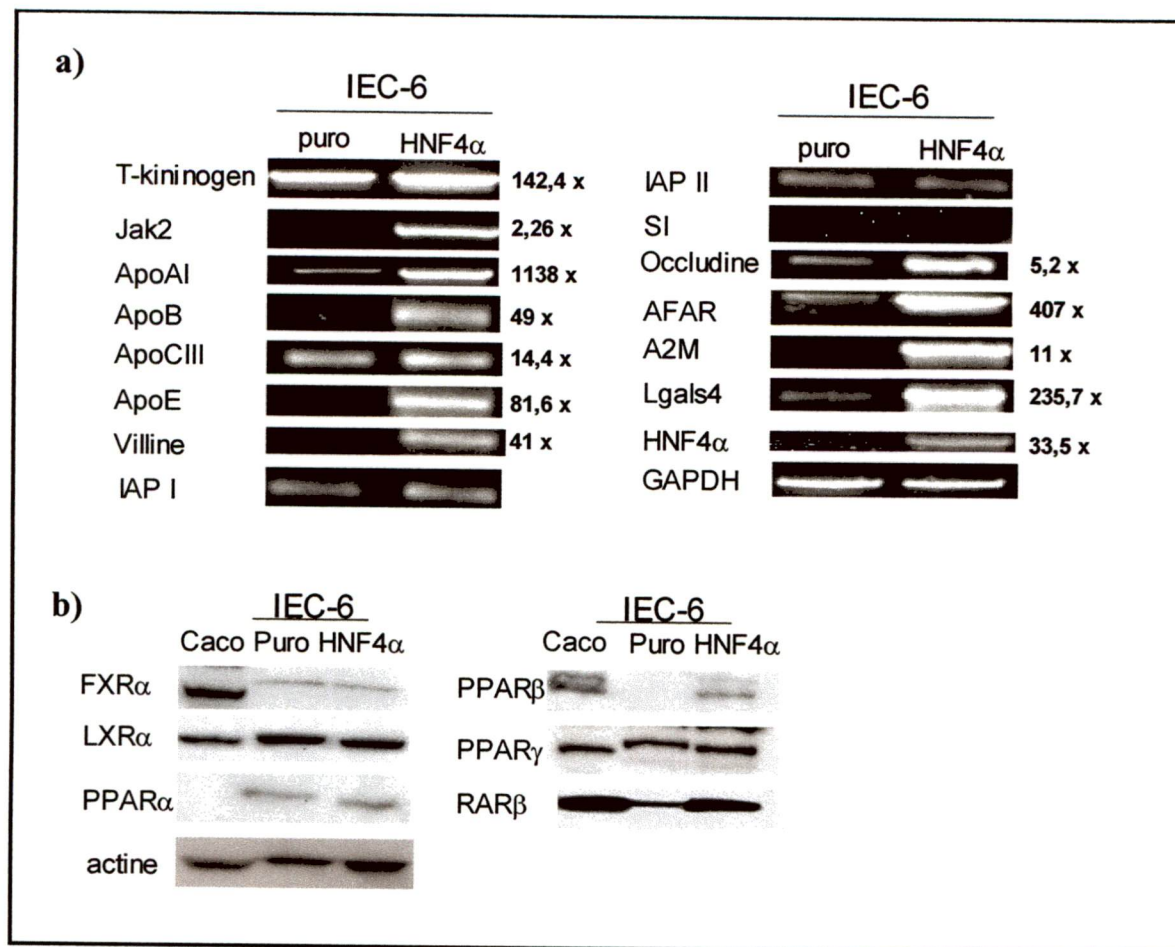 a)
IEC-6
puro HNF4α
T-kininogen 142,4 x
Jak2 2,26 x
ApoAI 1138 x
ApoB 49 x
ApoCIII 14,4 x
ApoE 81,6 x
Villine 41 x
IAP I
IEC-6
puro HNF4α
IAP II
SI
Occludine 5,2 x
AFAR 407 x
A2M 11 x
Lgals4 235,7 x
HNF4α 33,5 x
GAPDH
b)
IEC-6
Caco Puro HNF4α
FXRα
LXRα
PPARα
actine
IEC-6
Caco Puro HNF4α
PPARβ
PPARγ
RARβ